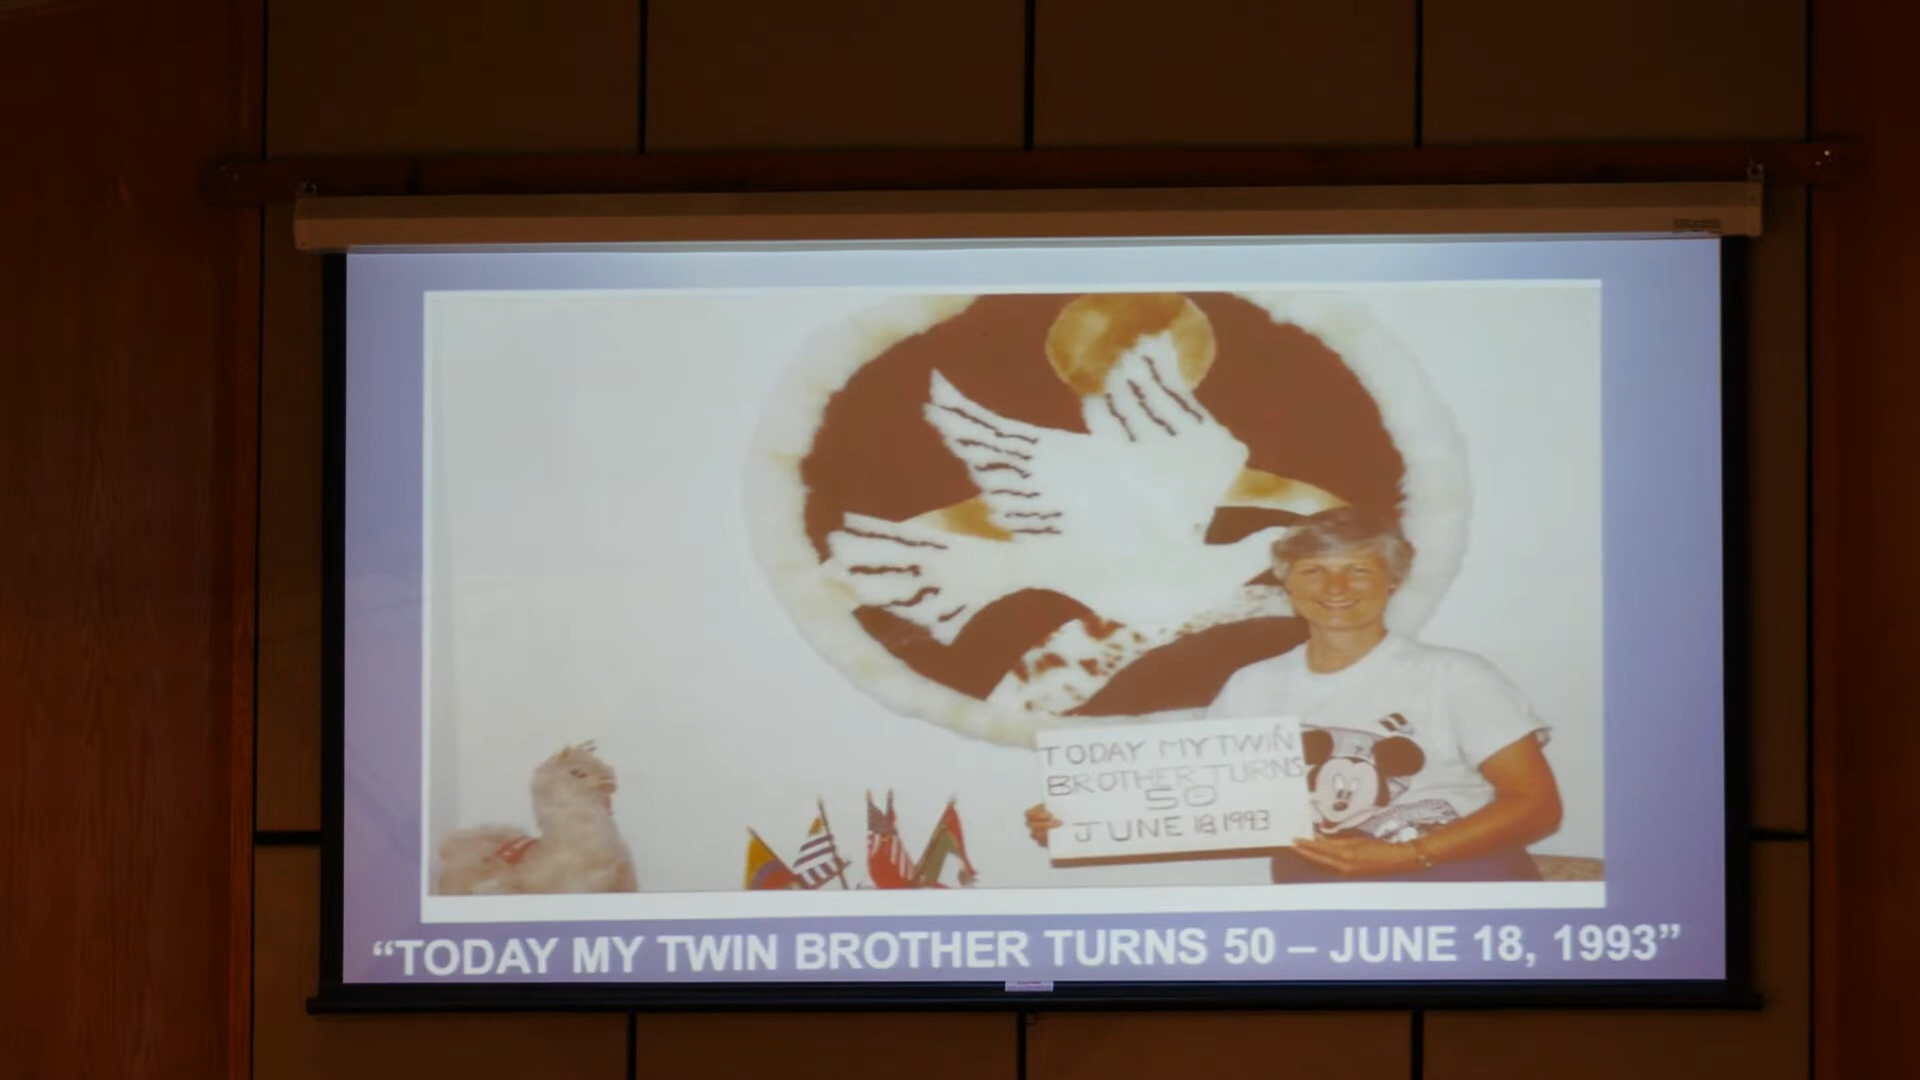 TODAY MY TWIN
BROTHER TURNS
50
JUNE 18, 1993
“TODAY MY TWIN BROTHER TURNS 50 – JUNE 18, 1993”